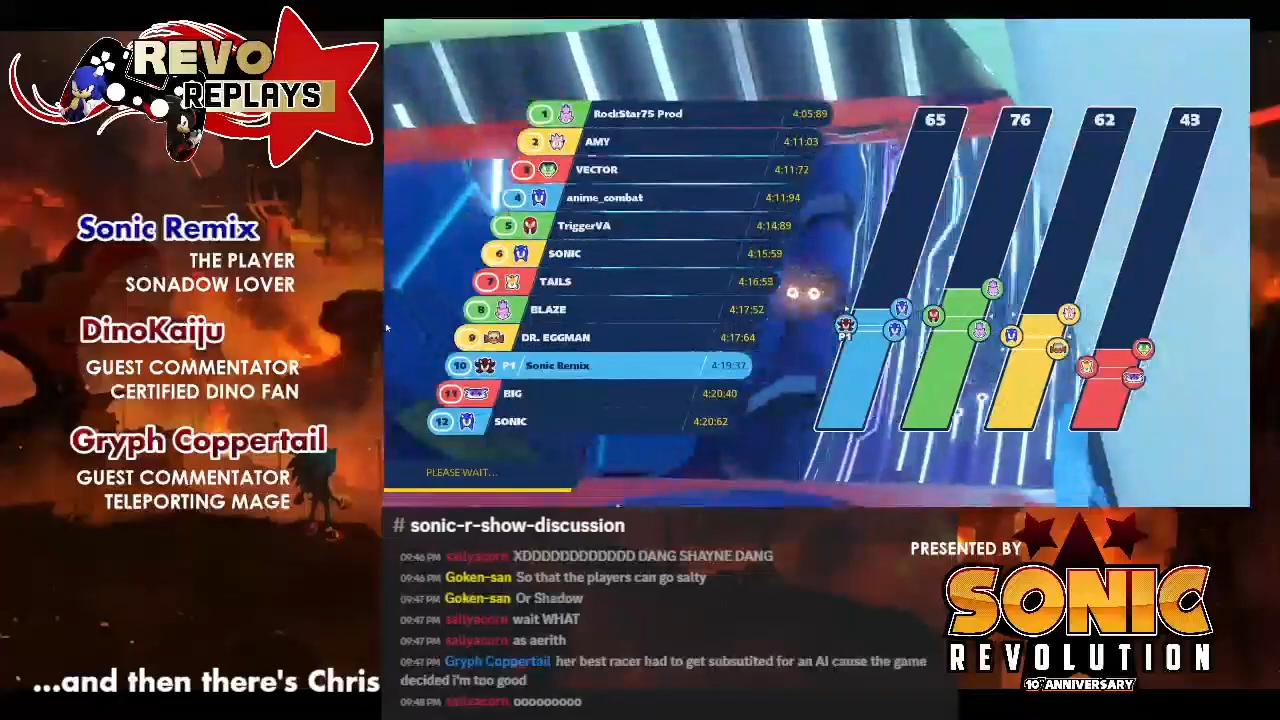 REVO
REPLAYS
Sonic Remix
THE PLAYER
SONADOW LOVER
DinoKaiju
GUEST COMMENTATOR
CERTIFIED DINO FAN
Gryph Coppertail
GUEST COMMENTATOR
TELEPORTING MAGE
...and then there's Chris
1 RockStar75 Prod 4:05:89
2 AMY 4:11:03
3 VECTOR 4:11:72
4 anime_combat 4:11:94
5 TriggerVA 4:14:89
6 SONIC 4:15:59
7 TAILS 4:16:53
8 BLAZE 4:17:52
9 DR. EGGMAN 4:17:64
10 P1 Sonic Remix 4:19:37
11 BIG 4:20:40
12 SONIC 4:20:62
PLEASE WAIT...
65 76 62 43
P1
# sonic-r-show-discussion
09:46 PM sallyacorn XDDDDDDDDDDDD DANG SHAYNE DANG
09:46 PM Goken-san So that the players can go salty
09:47 PM Goken-san Or Shadow
09:47 PM sallyacorn wait WHAT
09:47 PM sallyacorn as aerith
09:47 PM Gryph Coppertail her best racer had to get subsutited for an AI cause the game
decided i'm too good
09:48 PM sallyacorn ooooooooo
PRESENTED BY
SONIC
REVOLUTION
10TH ANNIVERSARY